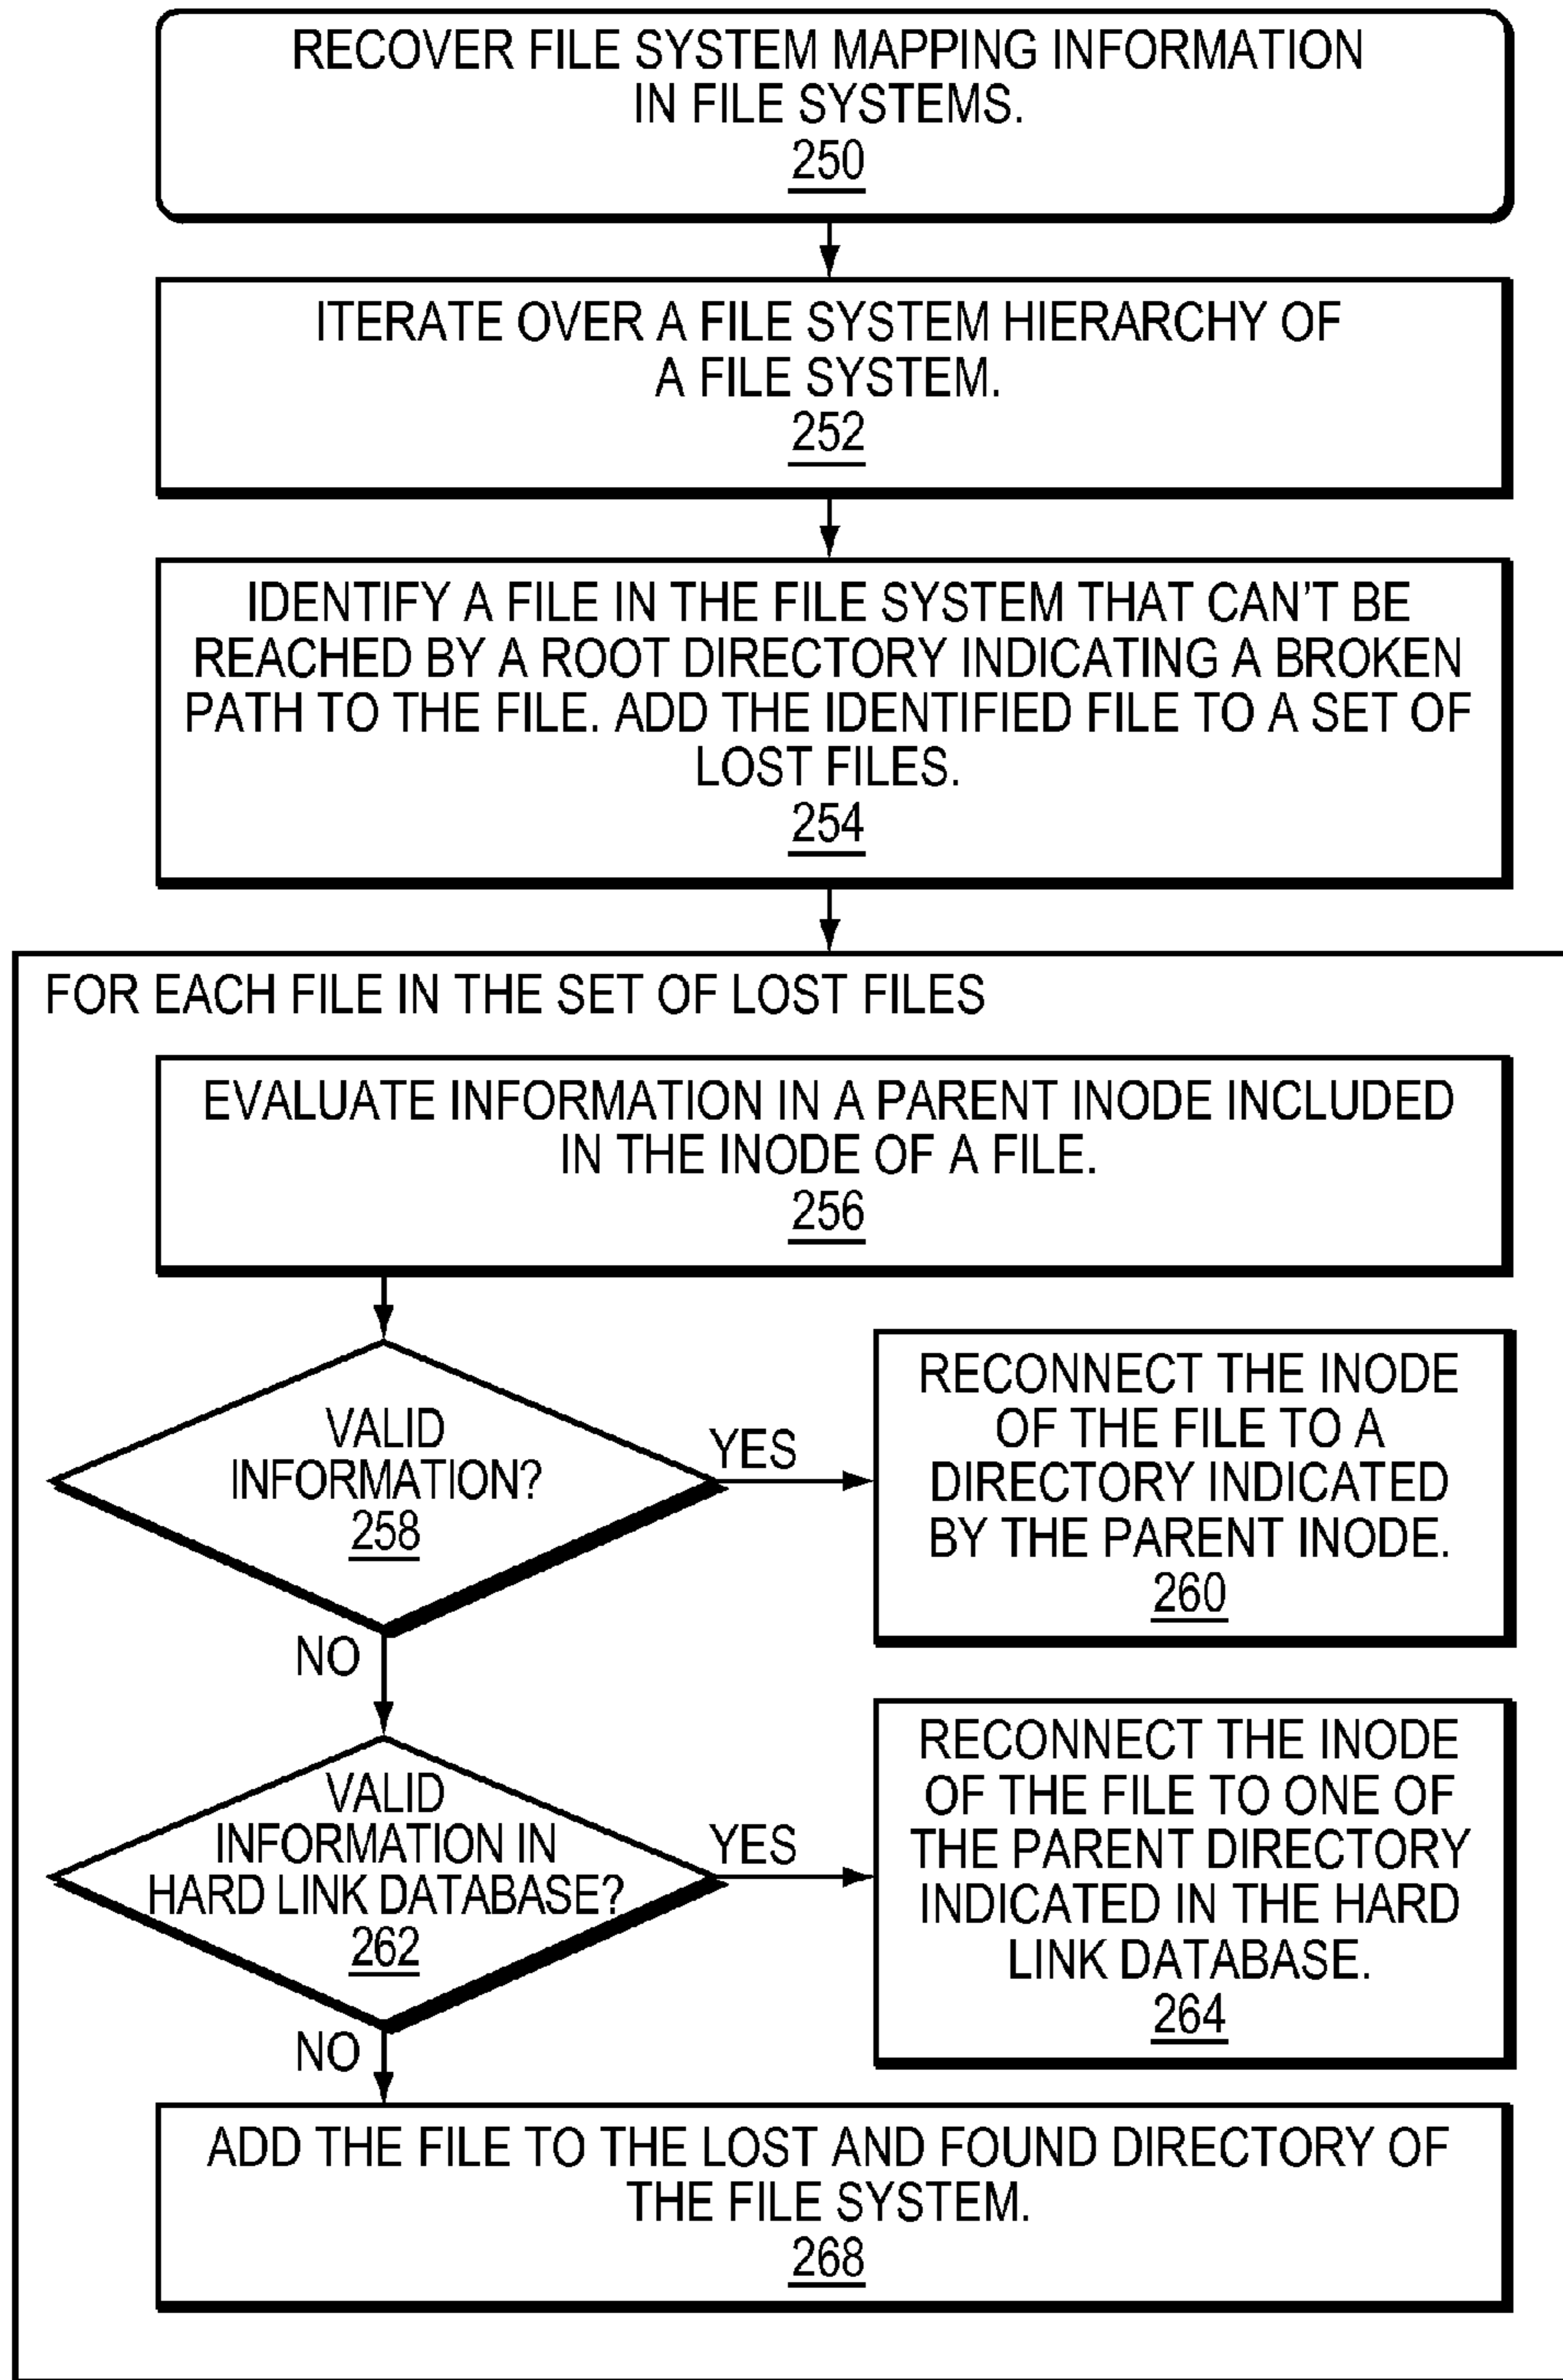 RECOVER FILE SYSTEM MAPPING INFORMATION
IN FILE SYSTEMS.
250
ITERATE OVER A FILE SYSTEM HIERARCHY OF
A FILE SYSTEM.
252
IDENTIFY A FILE IN THE FILE SYSTEM THAT CAN'T BE
REACHED BY A ROOT DIRECTORY INDICATING A BROKEN
PATH TO THE FILE. ADD THE IDENTIFIED FILE TO A SET OF
LOST FILES.
254
FOR EACH FILE IN THE SET OF LOST FILES
EVALUATE INFORMATION IN A PARENT INODE INCLUDED
IN THE INODE OF A FILE.
256
VALID
INFORMATION?
258
YES
RECONNECT THE INODE
OF THE FILE TO A
DIRECTORY INDICATED
BY THE PARENT INODE.
260
NO
VALID
INFORMATION IN
HARD LINK DATABASE?
262
YES
RECONNECT THE INODE
OF THE FILE TO ONE OF
THE PARENT DIRECTORY
INDICATED IN THE HARD
LINK DATABASE.
264
NO
ADD THE FILE TO THE LOST AND FOUND DIRECTORY OF
THE FILE SYSTEM.
268